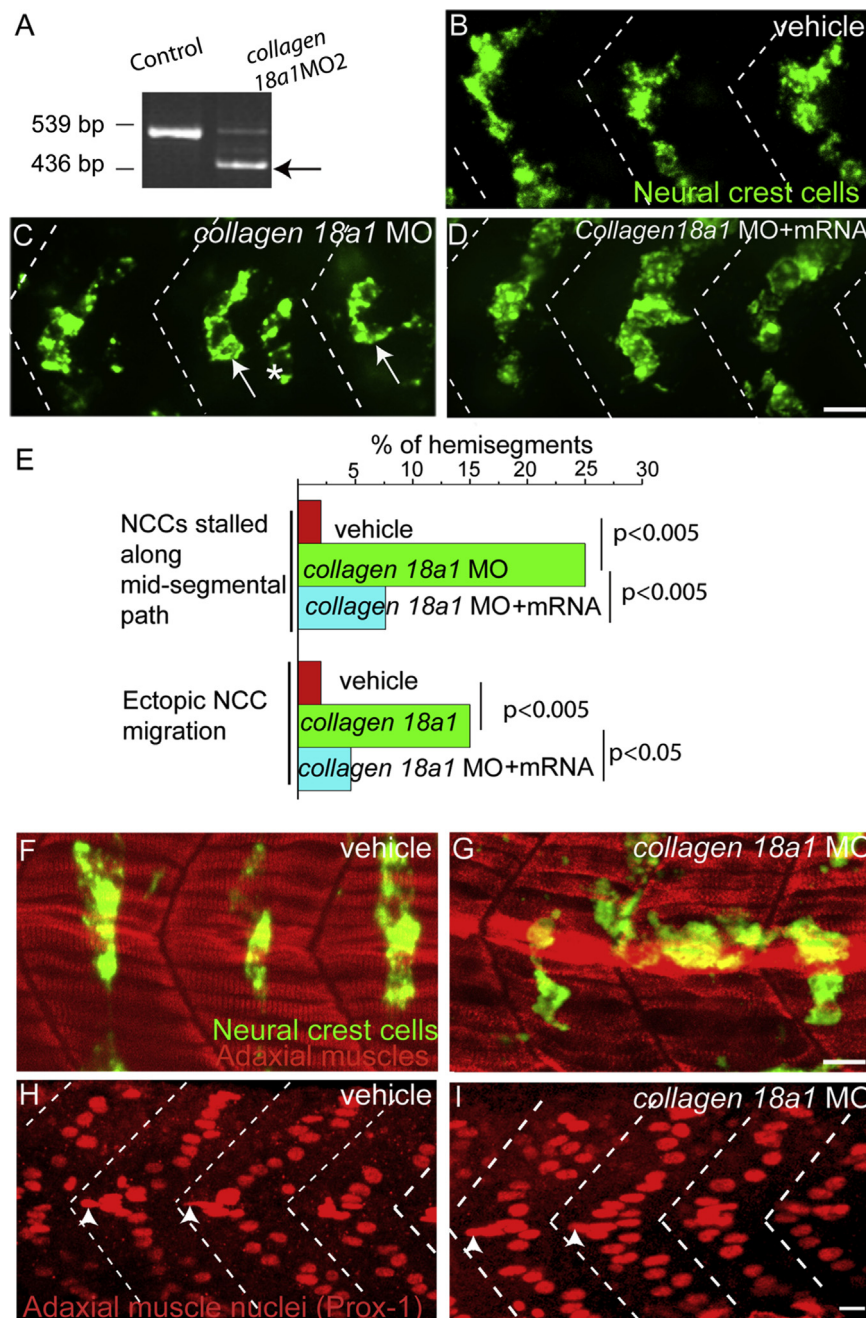 A
Control
collagen
18a1MO2
539 bp
436 bp
B
vehicle
Neural crest cells
C
collagen 18a1 MO
*
D
Collagen18a1 MO+mRNA
E
% of hemisegments
5 10 15 20 25 30
NCCs stalled
along
mid-segmental
path
vehicle
collagen 18a1 MO
collagen 18a1 MO+mRNA
p<0.005
p<0.005
Ectopic NCC
migration
vehicle
collagen 18a1
collagen 18a1 MO+mRNA
p<0.005
p<0.05
F
vehicle
Neural crest cells
Adaxial muscles
G
collagen 18a1 MO
H
vehicle
Adaxial muscle nuclei (Prox-1)
I
collagen 18a1 MO